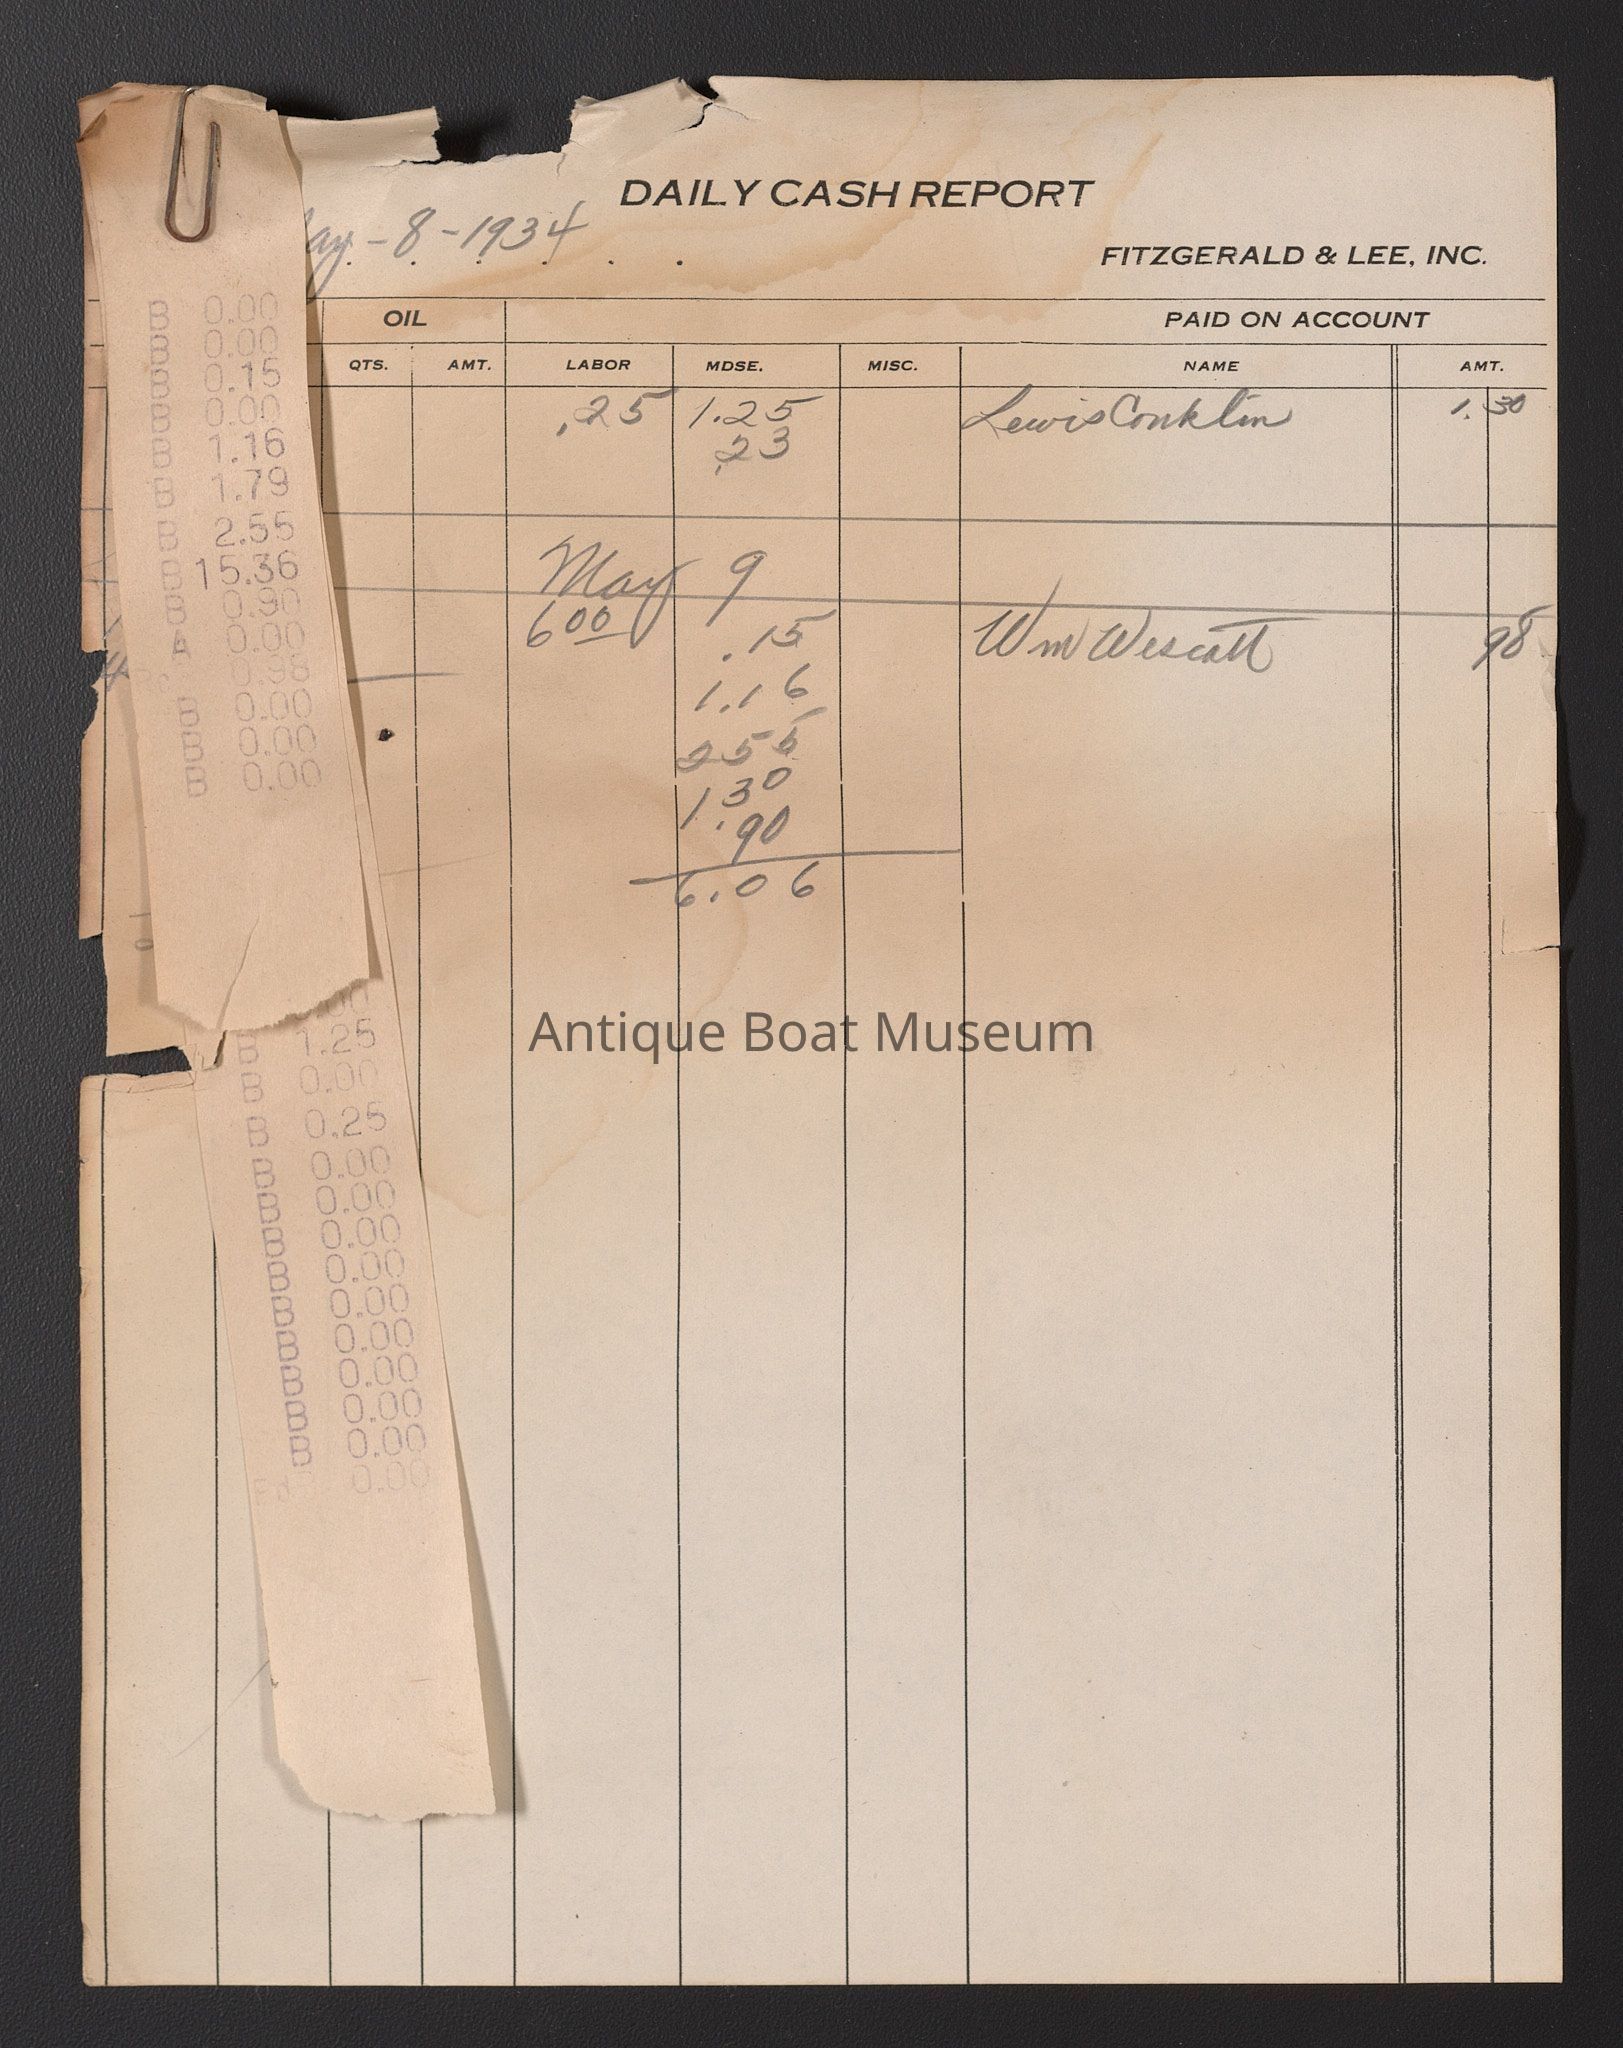 DAILY CASH REPORT
May - 8 - 1934
FITZGERALD & LEE, INC.
OIL PAID ON ACCOUNT
QTS. AMT. LABOR MDSE. MISC. NAME AMT.
.25 1.25 Lewis Conklin 1.30
.23
May 9
6 00 .15 Wm Wescott 98
1.16
2 55
1.30
.90
6.06
B 0.00
B 0.00
B 0.15
B 0.00
B 1.16
B 1.79
B 2.55
B 15.36
B 0.90
A 0.00
0.98
B 0.00
B 0.00
B 0.00
B 1.25
B 0.00
B 0.25
B 0.00
B 0.00
B 0.00
B 0.00
B 0.00
B 0.00
B 0.00
B 0.00
B 0.00
0.00
Antique Boat Museum